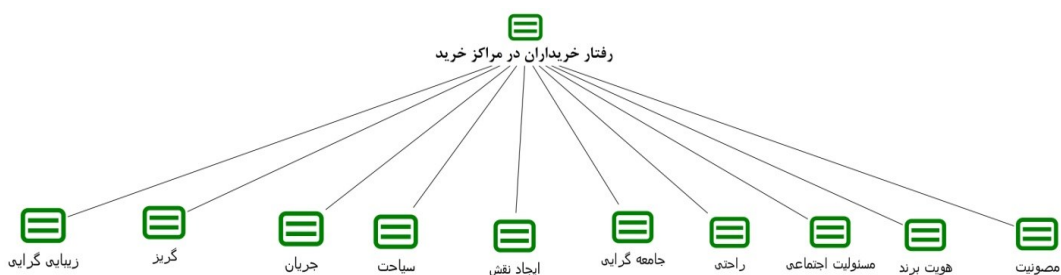 رفتار خریداران در مراکز خرید
مصونیت
هویت برند
مسئولیت اجتماعی
راحتی
جامعه گرایی
ایجاد نقش
سیاحت
جریان
گریز
زیبایی گرایی